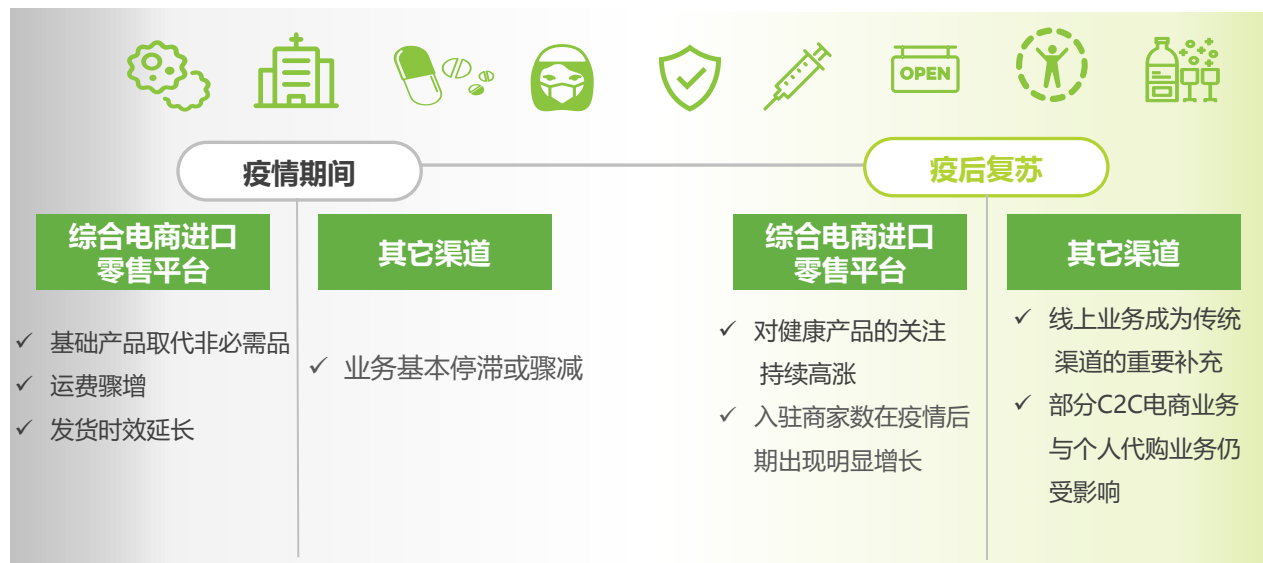 OPEN
疫情期间
疫后复苏
综合电商进口
零售平台
✓ 基础产品取代非必需品
✓ 运费骤增
✓ 发货时效延长
其它渠道
✓ 业务基本停滞或骤减
综合电商进口
零售平台
✓ 对健康产品的关注
持续高涨
✓ 入驻商家数在疫情后
期出现明显增长
其它渠道
✓ 线上业务成为传统
渠道的重要补充
✓ 部分C2C电商业务
与个人代购业务仍
受影响